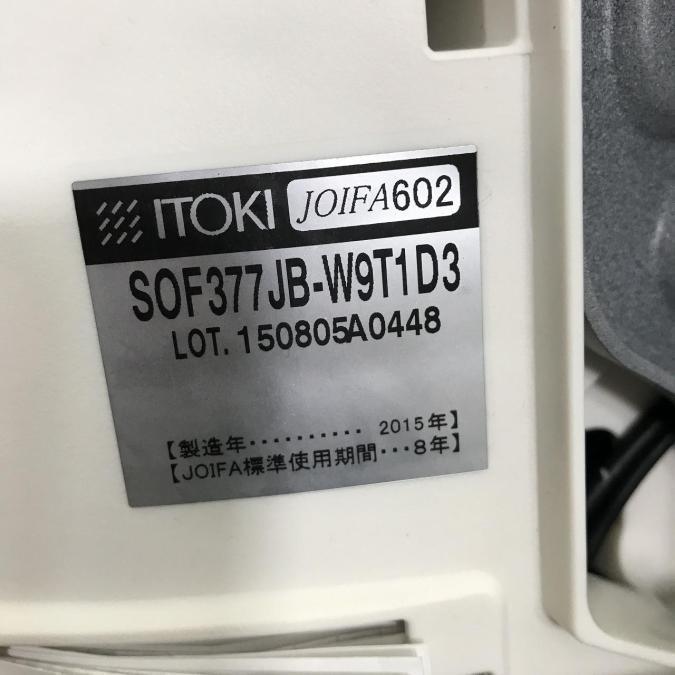 ITOKI JOIFA602
SOF377JB-W9T1D3
LOT. 150805A0448
【製造年・・・・・・・・・・ 2015年】
【JOIFA標準使用期間・・・8年】